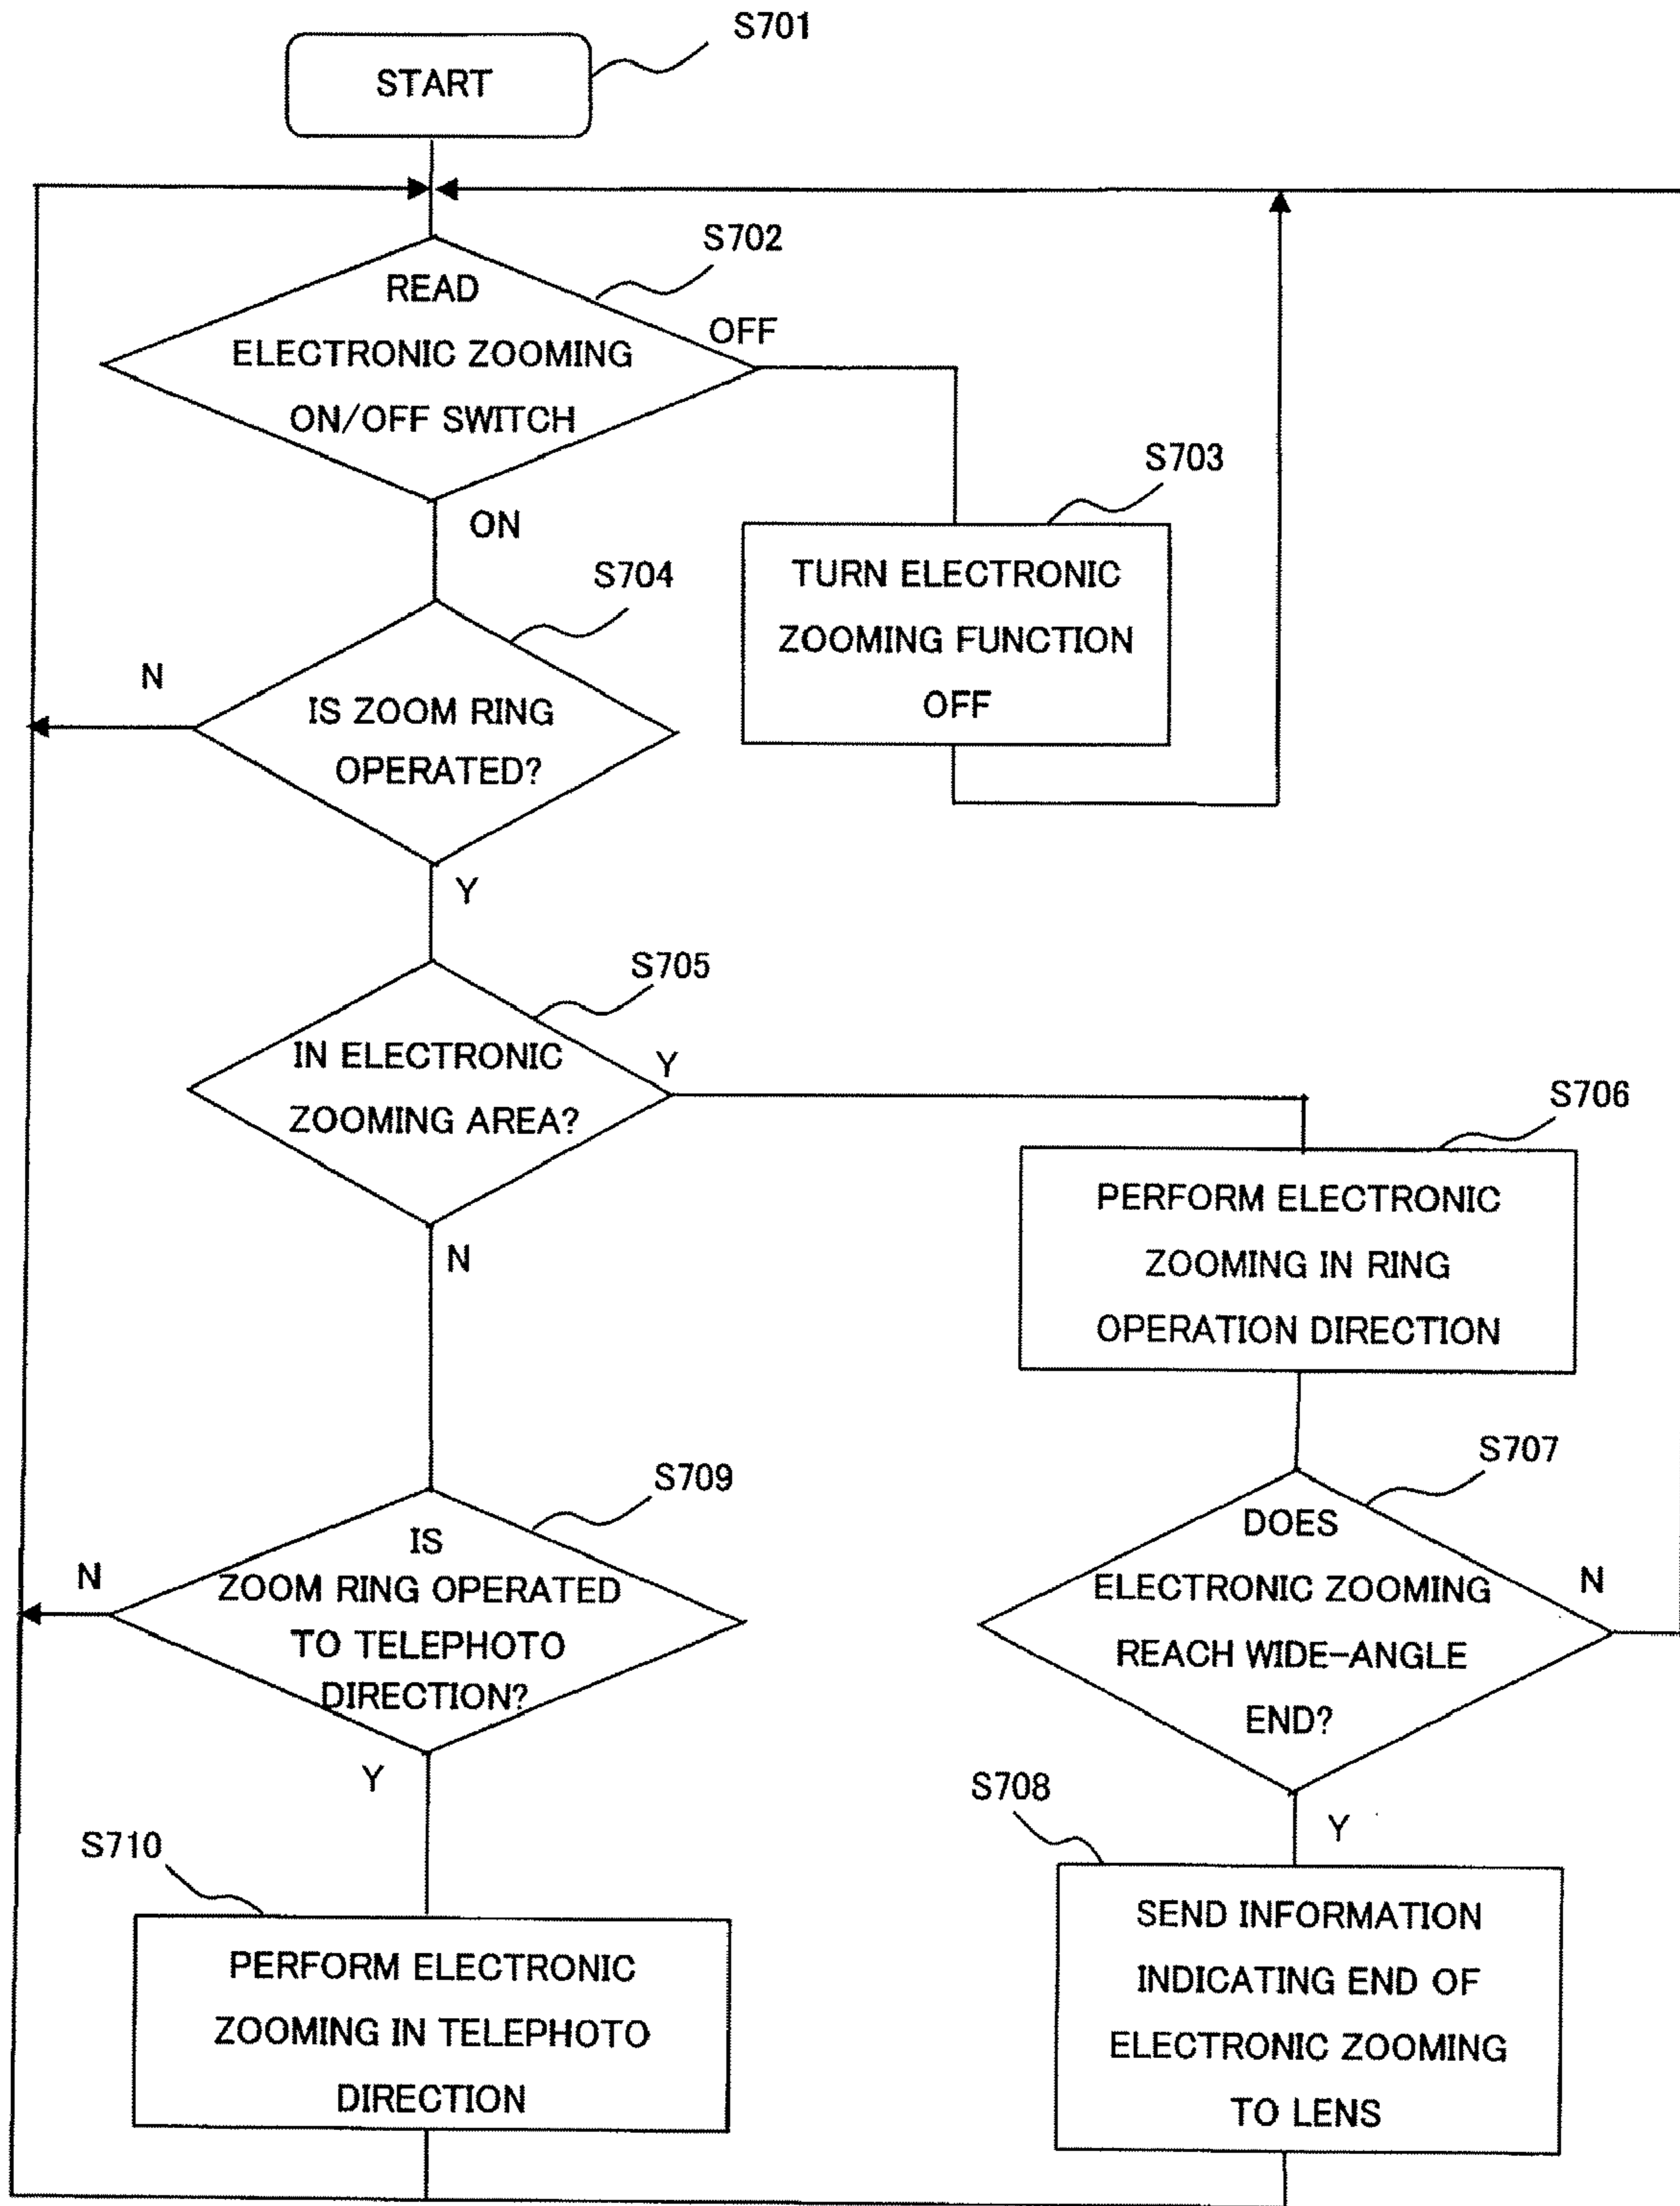 S701
START
S702
READ
ELECTRONIC ZOOMING
ON/OFF SWITCH
OFF
ON
S703
TURN ELECTRONIC
ZOOMING FUNCTION
OFF
S704
N
IS ZOOM RING
OPERATED?
Y
S705
IN ELECTRONIC
ZOOMING AREA?
Y
N
S706
PERFORM ELECTRONIC
ZOOMING IN RING
OPERATION DIRECTION
S707
DOES
ELECTRONIC ZOOMING
REACH WIDE-ANGLE
END?
N
Y
S708
SEND INFORMATION
INDICATING END OF
ELECTRONIC ZOOMING
TO LENS
S709
IS
ZOOM RING OPERATED
TO TELEPHOTO
DIRECTION?
N
Y
S710
PERFORM ELECTRONIC
ZOOMING IN TELEPHOTO
DIRECTION